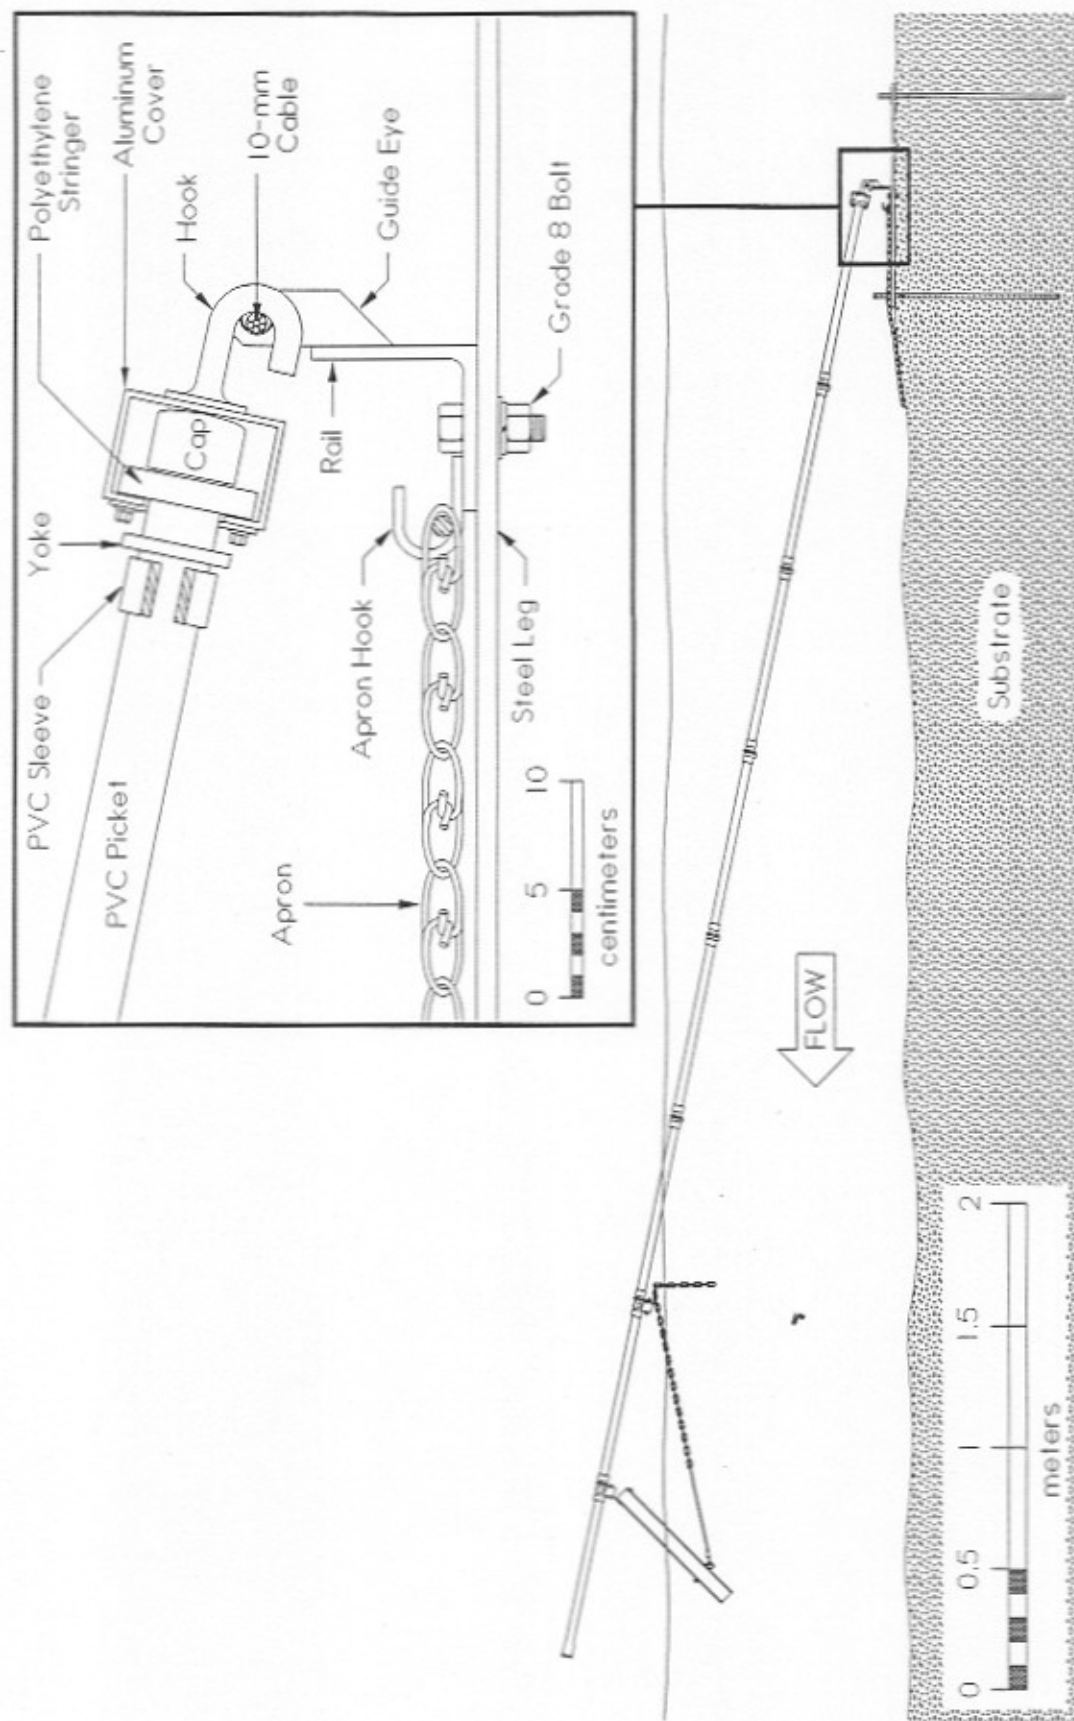 PVC Sleeve
Yoke
Polyethylene
Stringer
Aluminum
Cover
Hook
10-mm
Cable
Guide Eye
PVC Picket
Cap
Rail
Apron
Apron Hook
Steel Leg
Grade 8 Bolt
0 5 10
centimeters
FLOW
Substrate
0 0.5 1 1.5 2
meters